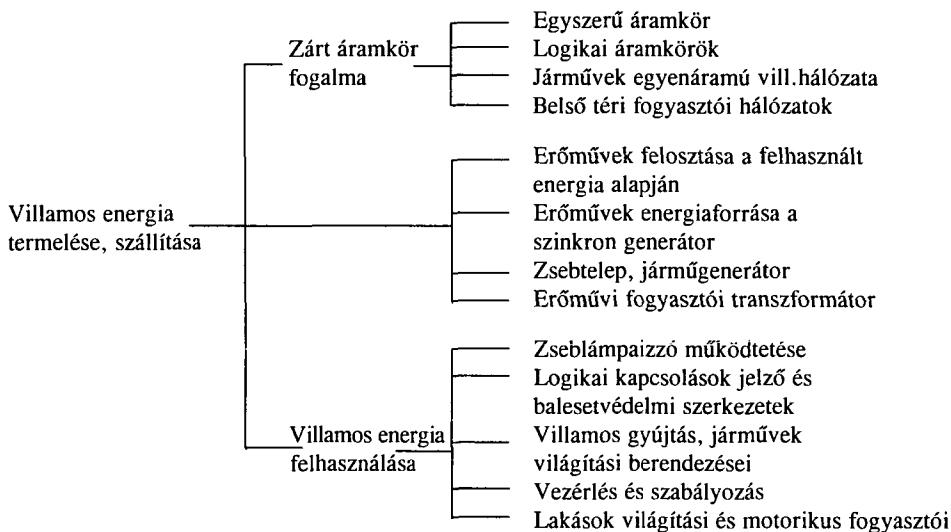 Villamos energia
termelése, szállítása
Zárt áramkör
fogalma
Egyszerű áramkör
Logikai áramkörök
Járművek egyenáramú vill.hálózata
Belső téri fogyasztói hálózatok
Erőművek felosztása a felhasznált
energia alapján
Erőművek energiaforrása a
szinkron generátor
Zsebtelep, járműgenerátor
Erőművi fogyasztói transzformátor
Villamos energia
felhasználása
Zseblámpaizzó működtetése
Logikai kapcsolások jelző és
balesetvédelmi szerkezetek
Villamos gyújtás, járművek
világítási berendezései
Vezérlés és szabályozás
Lakások világítási és motorikus fogyasztói